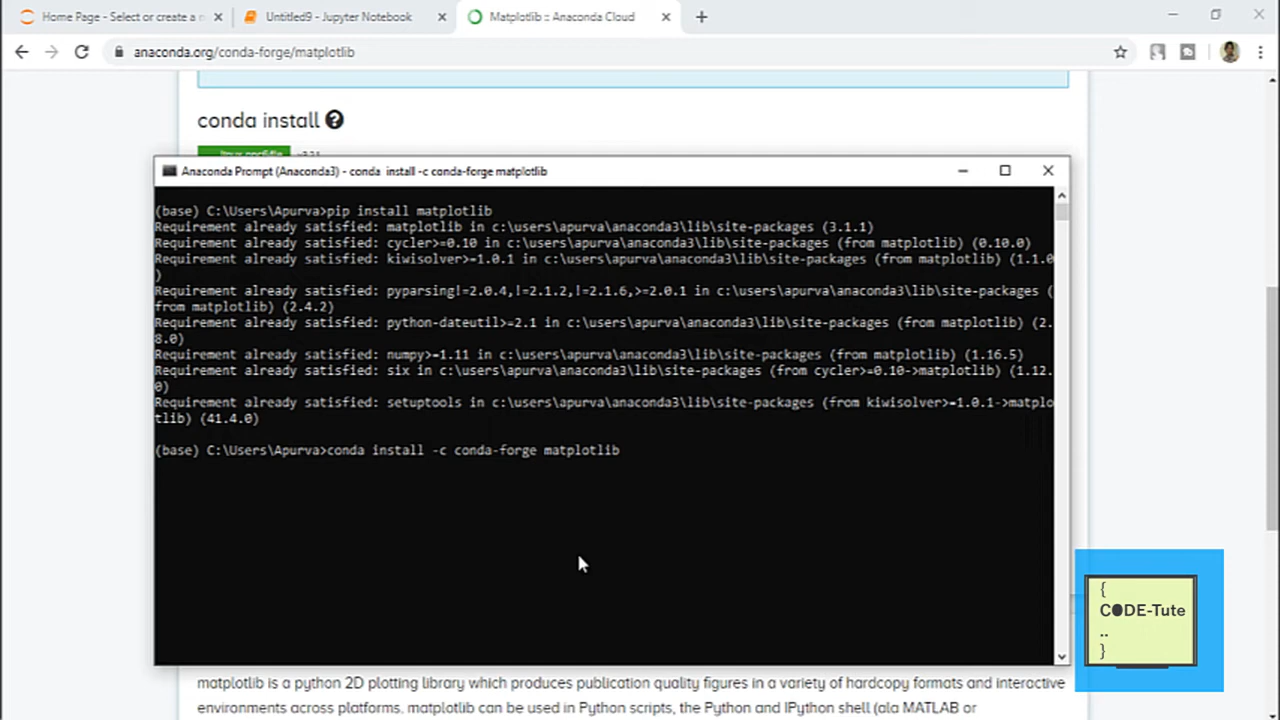 Home Page - Select or create a n
Untitled9 - Jupyter Notebook
Matplotlib :: Anaconda Cloud
anaconda.org/conda-forge/matplotlib
conda install
Anaconda Prompt (Anaconda3) - conda install -c conda-forge matplotlib
(base) C:\Users\Apurva>pip install matplotlib
Requirement already satisfied: matplotlib in c:\users\apurva\anaconda3\lib\site-packages (3.1.1)
Requirement already satisfied: cycler>=0.10 in c:\users\apurva\anaconda3\lib\site-packages (from matplotlib) (0.10.0)
Requirement already satisfied: kiwisolver>=1.0.1 in c:\users\apurva\anaconda3\lib\site-packages (from matplotlib) (1.1.0
)
Requirement already satisfied: pyparsing!=2.0.4,!=2.1.2,!=2.1.6,>=2.0.1 in c:\users\apurva\anaconda3\lib\site-packages (
from matplotlib) (2.4.2)
Requirement already satisfied: python-dateutil>=2.1 in c:\users\apurva\anaconda3\lib\site-packages (from matplotlib) (2.
8.0)
Requirement already satisfied: numpy>=1.11 in c:\users\apurva\anaconda3\lib\site-packages (from matplotlib) (1.16.5)
Requirement already satisfied: six in c:\users\apurva\anaconda3\lib\site-packages (from cycler>=0.10->matplotlib) (1.12.
0)
Requirement already satisfied: setuptools in c:\users\apurva\anaconda3\lib\site-packages (from kiwisolver>=1.0.1->matplo
tlib) (41.4.0)
(base) C:\Users\Apurva>conda install -c conda-forge matplotlib
{
CODE-Tute
..
}
matplotlib is a python 2D plotting library which produces publication quality figures in a variety of hardcopy formats and interactive
environments across platforms. matplotlib can be used in Python scripts, the Python and IPython shell (ala MATLAB or